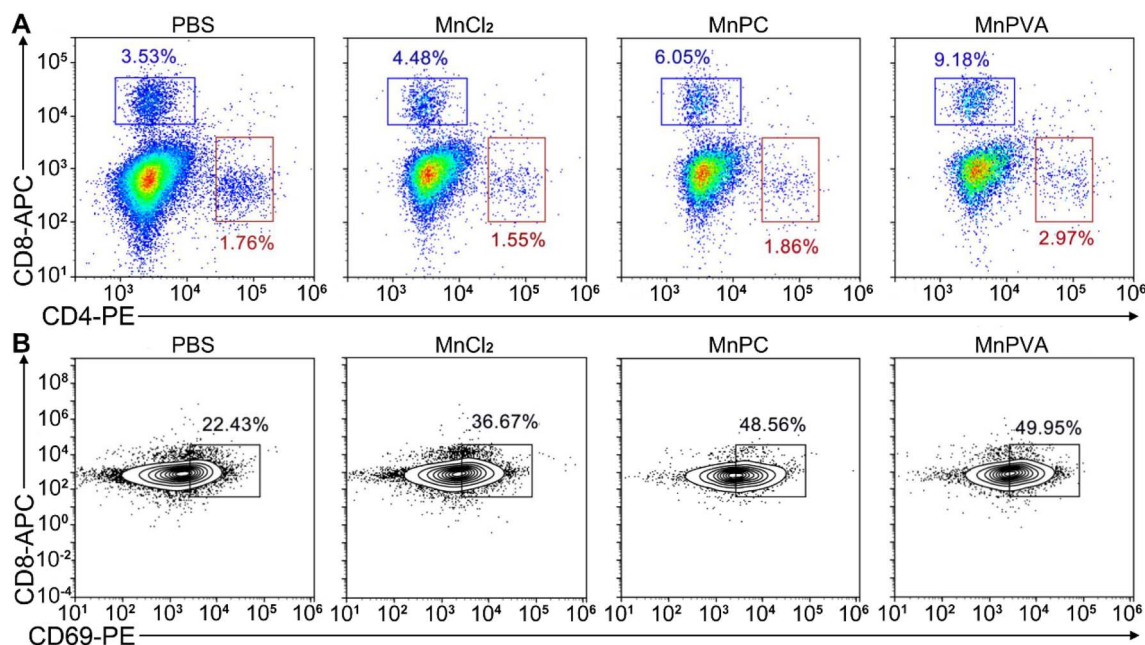 A
PBS
MnCl₂
MnPC
MnPVA
CD8-APC
10⁵
10⁴
10³
10²
10¹
3.53%
1.76%
4.48%
1.55%
6.05%
1.86%
9.18%
2.97%
10³ 10⁴ 10⁵ 10⁶
10³ 10⁴ 10⁵ 10⁶
10³ 10⁴ 10⁵ 10⁶
10³ 10⁴ 10⁵ 10⁶
CD4-PE
B
PBS
MnCl₂
MnPC
MnPVA
CD8-APC
10⁸
10⁶
10⁴
10²
10⁰
10⁻²
10⁻⁴
22.43%
36.67%
48.56%
49.95%
10¹ 10² 10³ 10⁴ 10⁵ 10⁶
10¹ 10² 10³ 10⁴ 10⁵ 10⁶
10¹ 10² 10³ 10⁴ 10⁵ 10⁶
10¹ 10² 10³ 10⁴ 10⁵ 10⁶
CD69-PE